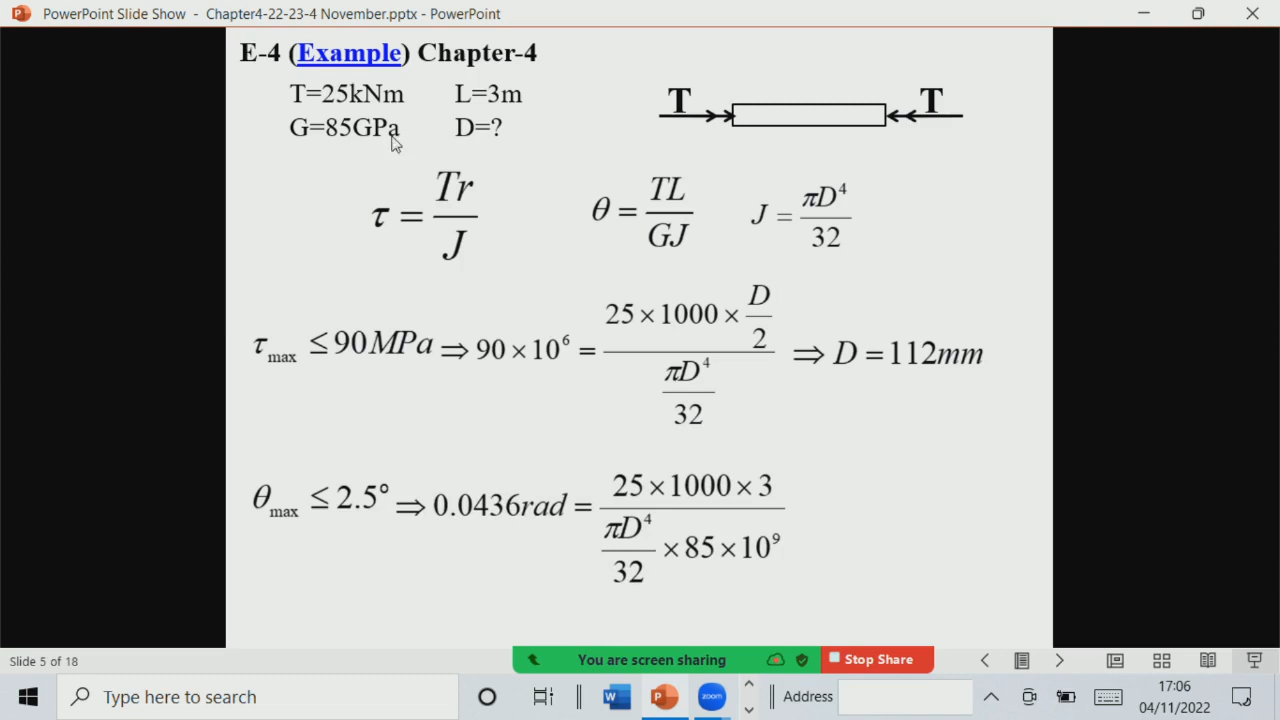 PowerPoint Slide Show - Chapter4-22-23-4 November.pptx - PowerPoint
E-4 (Example) Chapter-4
T=25kNm L=3m
G=85GPa D=?
T T
τ = Tr/J θ = TL/GJ J = πD⁴/32
τmax ≤ 90MPa ⇒ 90×10⁶ = (25×1000×D/2)/(πD⁴/32) ⇒ D = 112mm
θmax ≤ 2.5° ⇒ 0.0436rad = (25×1000×3)/(πD⁴/32 ×85×10⁹)
Slide 5 of 18
You are screen sharing
Stop Share
Type here to search
W
P
zoom
Address
17:06
04/11/2022